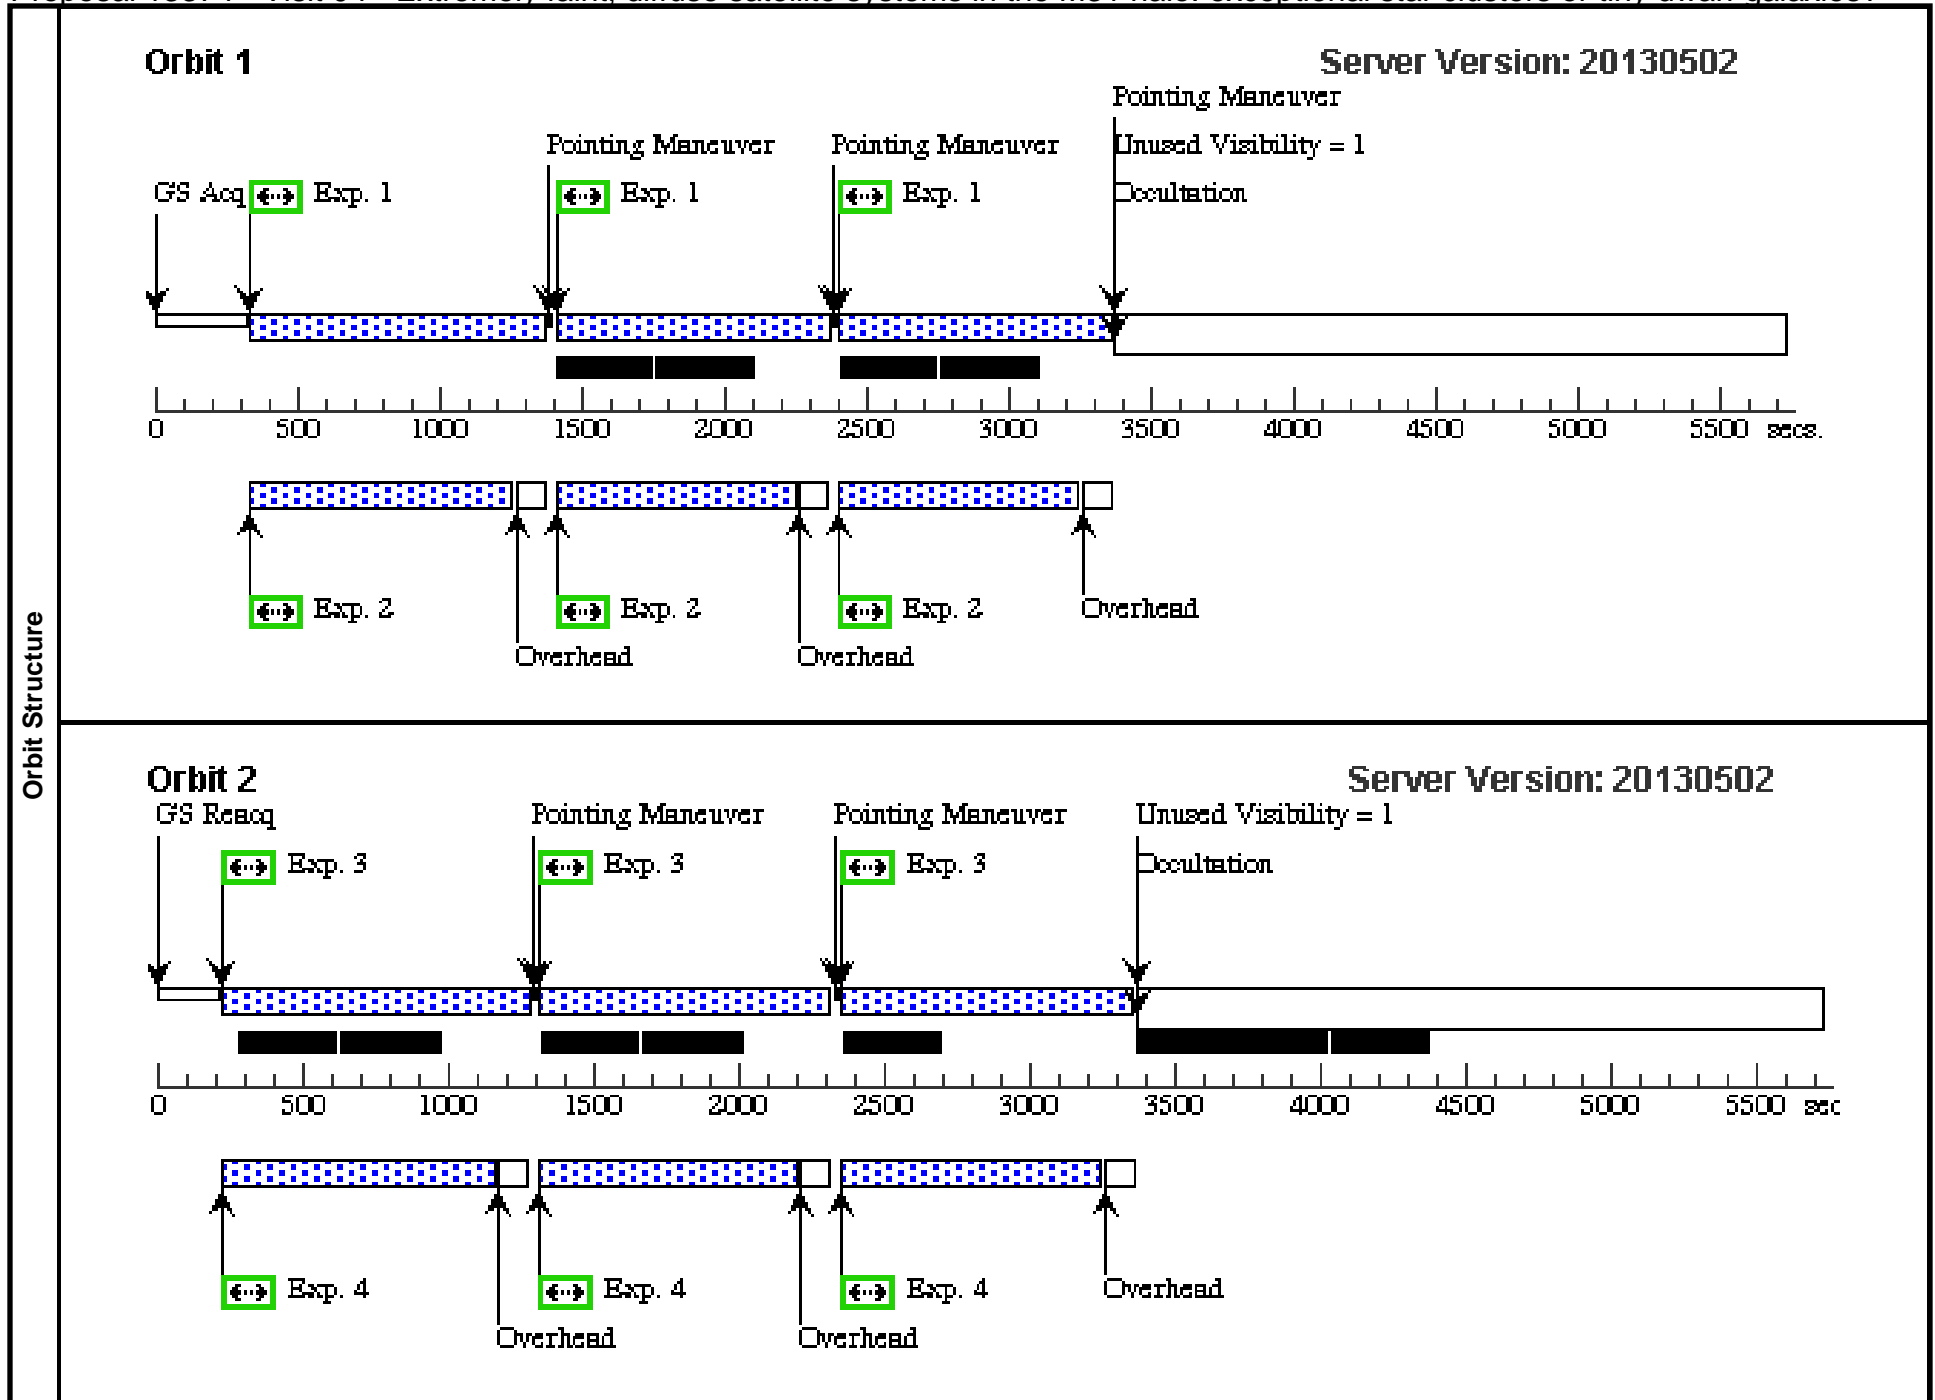 Orbit Structure
Orbit 1 Server Version: 20130502
Pointing Maneuver
Pointing Maneuver Pointing Maneuver Unused Visibility = 1
GS Acq Exp. 1 Exp. 1 Exp. 1 Occultation
0 500 1000 1500 2000 2500 3000 3500 4000 4500 5000 5500 secs.
Exp. 2 Exp. 2 Exp. 2 Overhead
Overhead Overhead
Orbit 2 Server Version: 20130502
GS Reacq Pointing Maneuver Pointing Maneuver Unused Visibility = 1
Exp. 3 Exp. 3 Exp. 3 Occultation
0 500 1000 1500 2000 2500 3000 3500 4000 4500 5000 5500 sec
Exp. 4 Exp. 4 Exp. 4 Overhead
Overhead Overhead